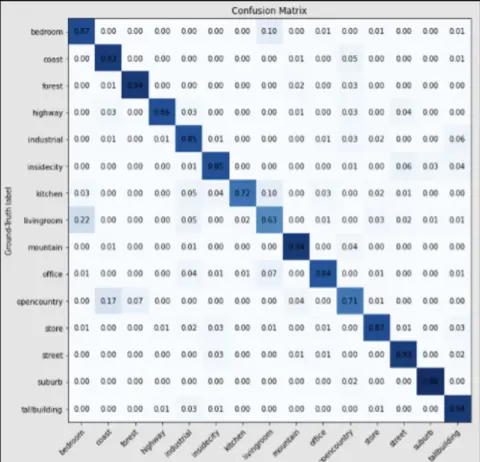 Confusion Matrix
Ground-Truth label
bedroom 0.87 0.00 0.00 0.00 0.00 0.00 0.00 0.10 0.00 0.01 0.00 0.01 0.00 0.00 0.01
coast 0.00 0.93 0.00 0.00 0.00 0.00 0.00 0.00 0.01 0.00 0.05 0.00 0.00 0.00 0.01
forest 0.00 0.01 0.94 0.00 0.00 0.00 0.00 0.00 0.02 0.00 0.03 0.00 0.00 0.00 0.00
highway 0.00 0.03 0.00 0.03 0.00 0.00 0.00 0.01 0.00 0.03 0.00 0.04 0.00 0.00
industrial 0.00 0.01 0.00 0.01 0.85 0.01 0.00 0.00 0.00 0.01 0.03 0.02 0.00 0.00 0.06
insidecity 0.00 0.01 0.00 0.00 0.00 0.85 0.00 0.00 0.00 0.00 0.01 0.00 0.06 0.03 0.04
kitchen 0.03 0.00 0.00 0.00 0.05 0.04 0.72 0.10 0.00 0.03 0.00 0.02 0.01 0.00 0.00
livingroom 0.22 0.00 0.00 0.00 0.05 0.00 0.02 0.63 0.00 0.01 0.00 0.03 0.02 0.01 0.01
mountain 0.00 0.01 0.00 0.00 0.01 0.00 0.00 0.00 0.94 0.00 0.04 0.00 0.00 0.00 0.00
office 0.01 0.00 0.00 0.00 0.04 0.01 0.01 0.07 0.00 0.84 0.00 0.01 0.00 0.00 0.01
opencountry 0.00 0.17 0.07 0.00 0.00 0.00 0.00 0.00 0.04 0.00 0.71 0.01 0.00 0.00 0.00
store 0.01 0.00 0.00 0.01 0.02 0.03 0.00 0.01 0.01 0.00 0.00 0.87 0.01 0.00 0.03
street 0.00 0.00 0.00 0.00 0.00 0.03 0.00 0.00 0.01 0.01 0.00 0.00 0.93 0.00 0.02
suburb 0.00 0.00 0.00 0.00 0.00 0.00 0.00 0.00 0.00 0.00 0.02 0.00 0.00 0.00
tallbuilding 0.00 0.00 0.00 0.01 0.03 0.01 0.00 0.00 0.00 0.00 0.00 0.01 0.00 0.00 0.94
bedroom coast forest highway industrial insidecity kitchen livingroom mountain office opencountry store street suburb tallbuilding